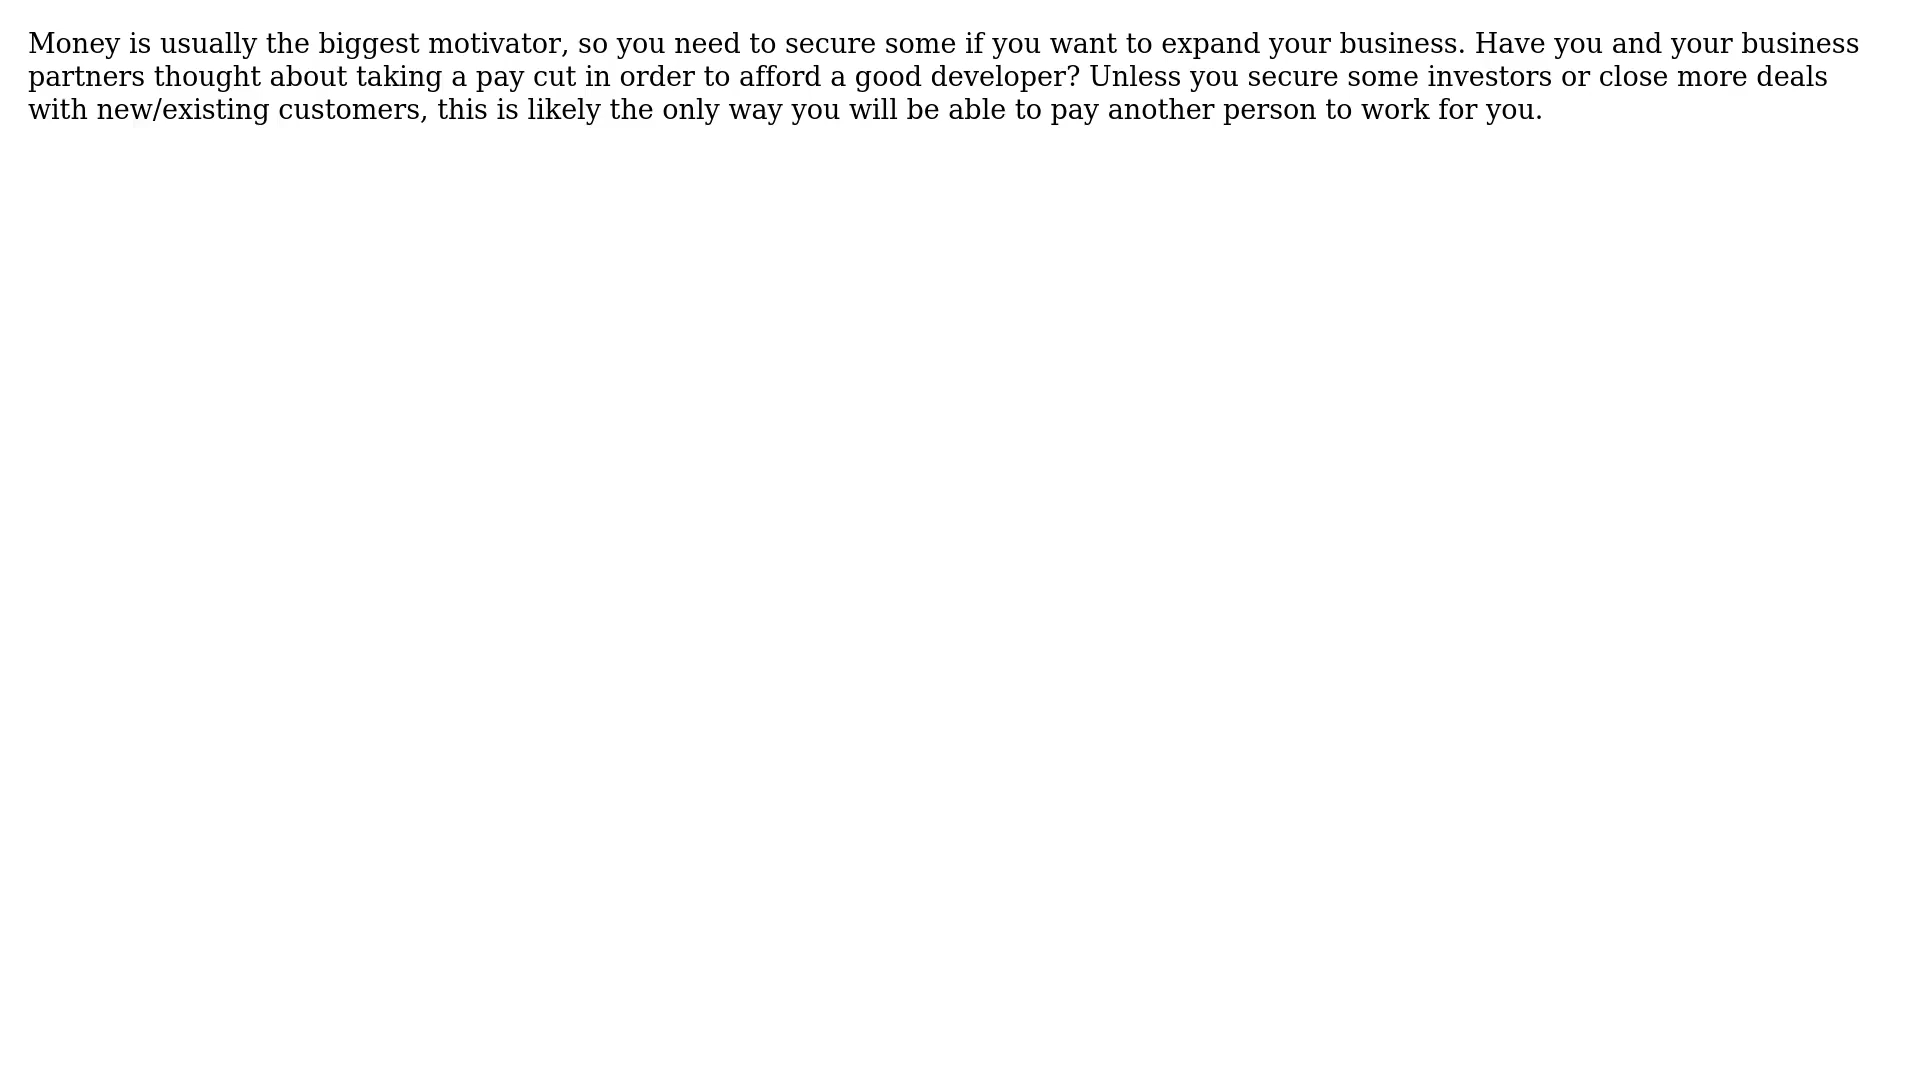 Money is usually the biggest motivator, so you need to secure some if you want to expand your business. Have you and your business
partners thought about taking a pay cut in order to afford a good developer? Unless you secure some investors or close more deals
with new/existing customers, this is likely the only way you will be able to pay another person to work for you.